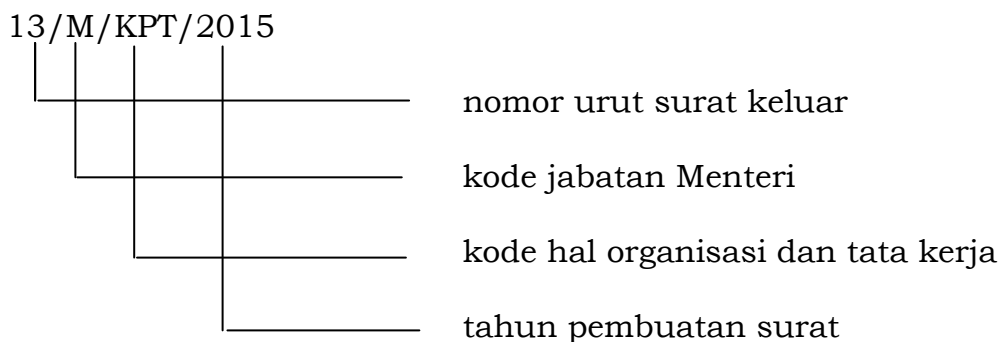 13/M/KPT/2015
nomor urut surat keluar
kode jabatan Menteri
kode hal organisasi dan tata kerja
tahun pembuatan surat